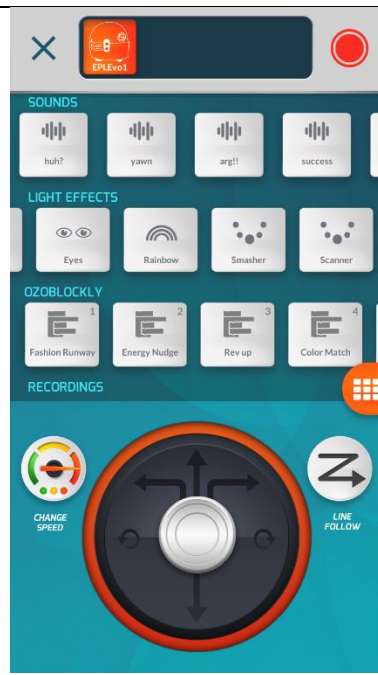 EPLEvo1
SOUNDS
huh? yawn arg!! success
LIGHT EFFECTS
Eyes Rainbow Smasher Scanner
OZOBLOCKLY
1 2 3 4
Fashion Runway Energy Nudge Rev up Color Match
RECORDINGS
CHANGE LINE
SPEED FOLLOW